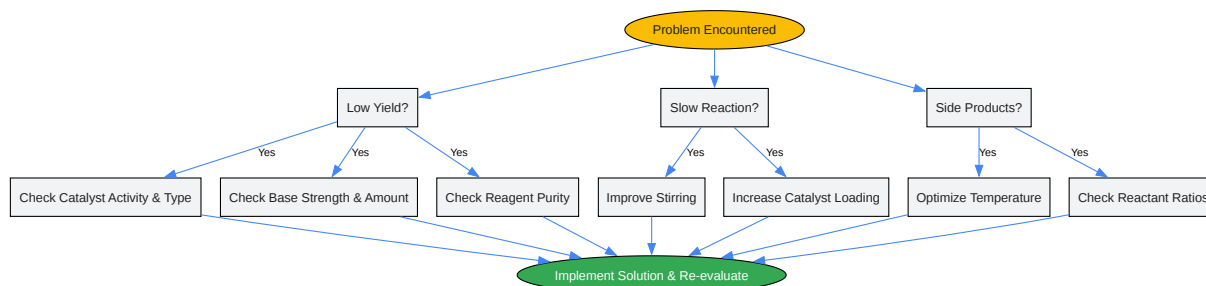 Problem Encountered
Low Yield?
Slow Reaction?
Side Products?
Yes
Yes
Yes
Yes
Yes
Yes
Yes
Check Catalyst Activity & Type
Check Base Strength & Amount
Check Reagent Purity
Improve Stirring
Increase Catalyst Loading
Optimize Temperature
Check Reactant Ratios
Implement Solution & Re-evaluate